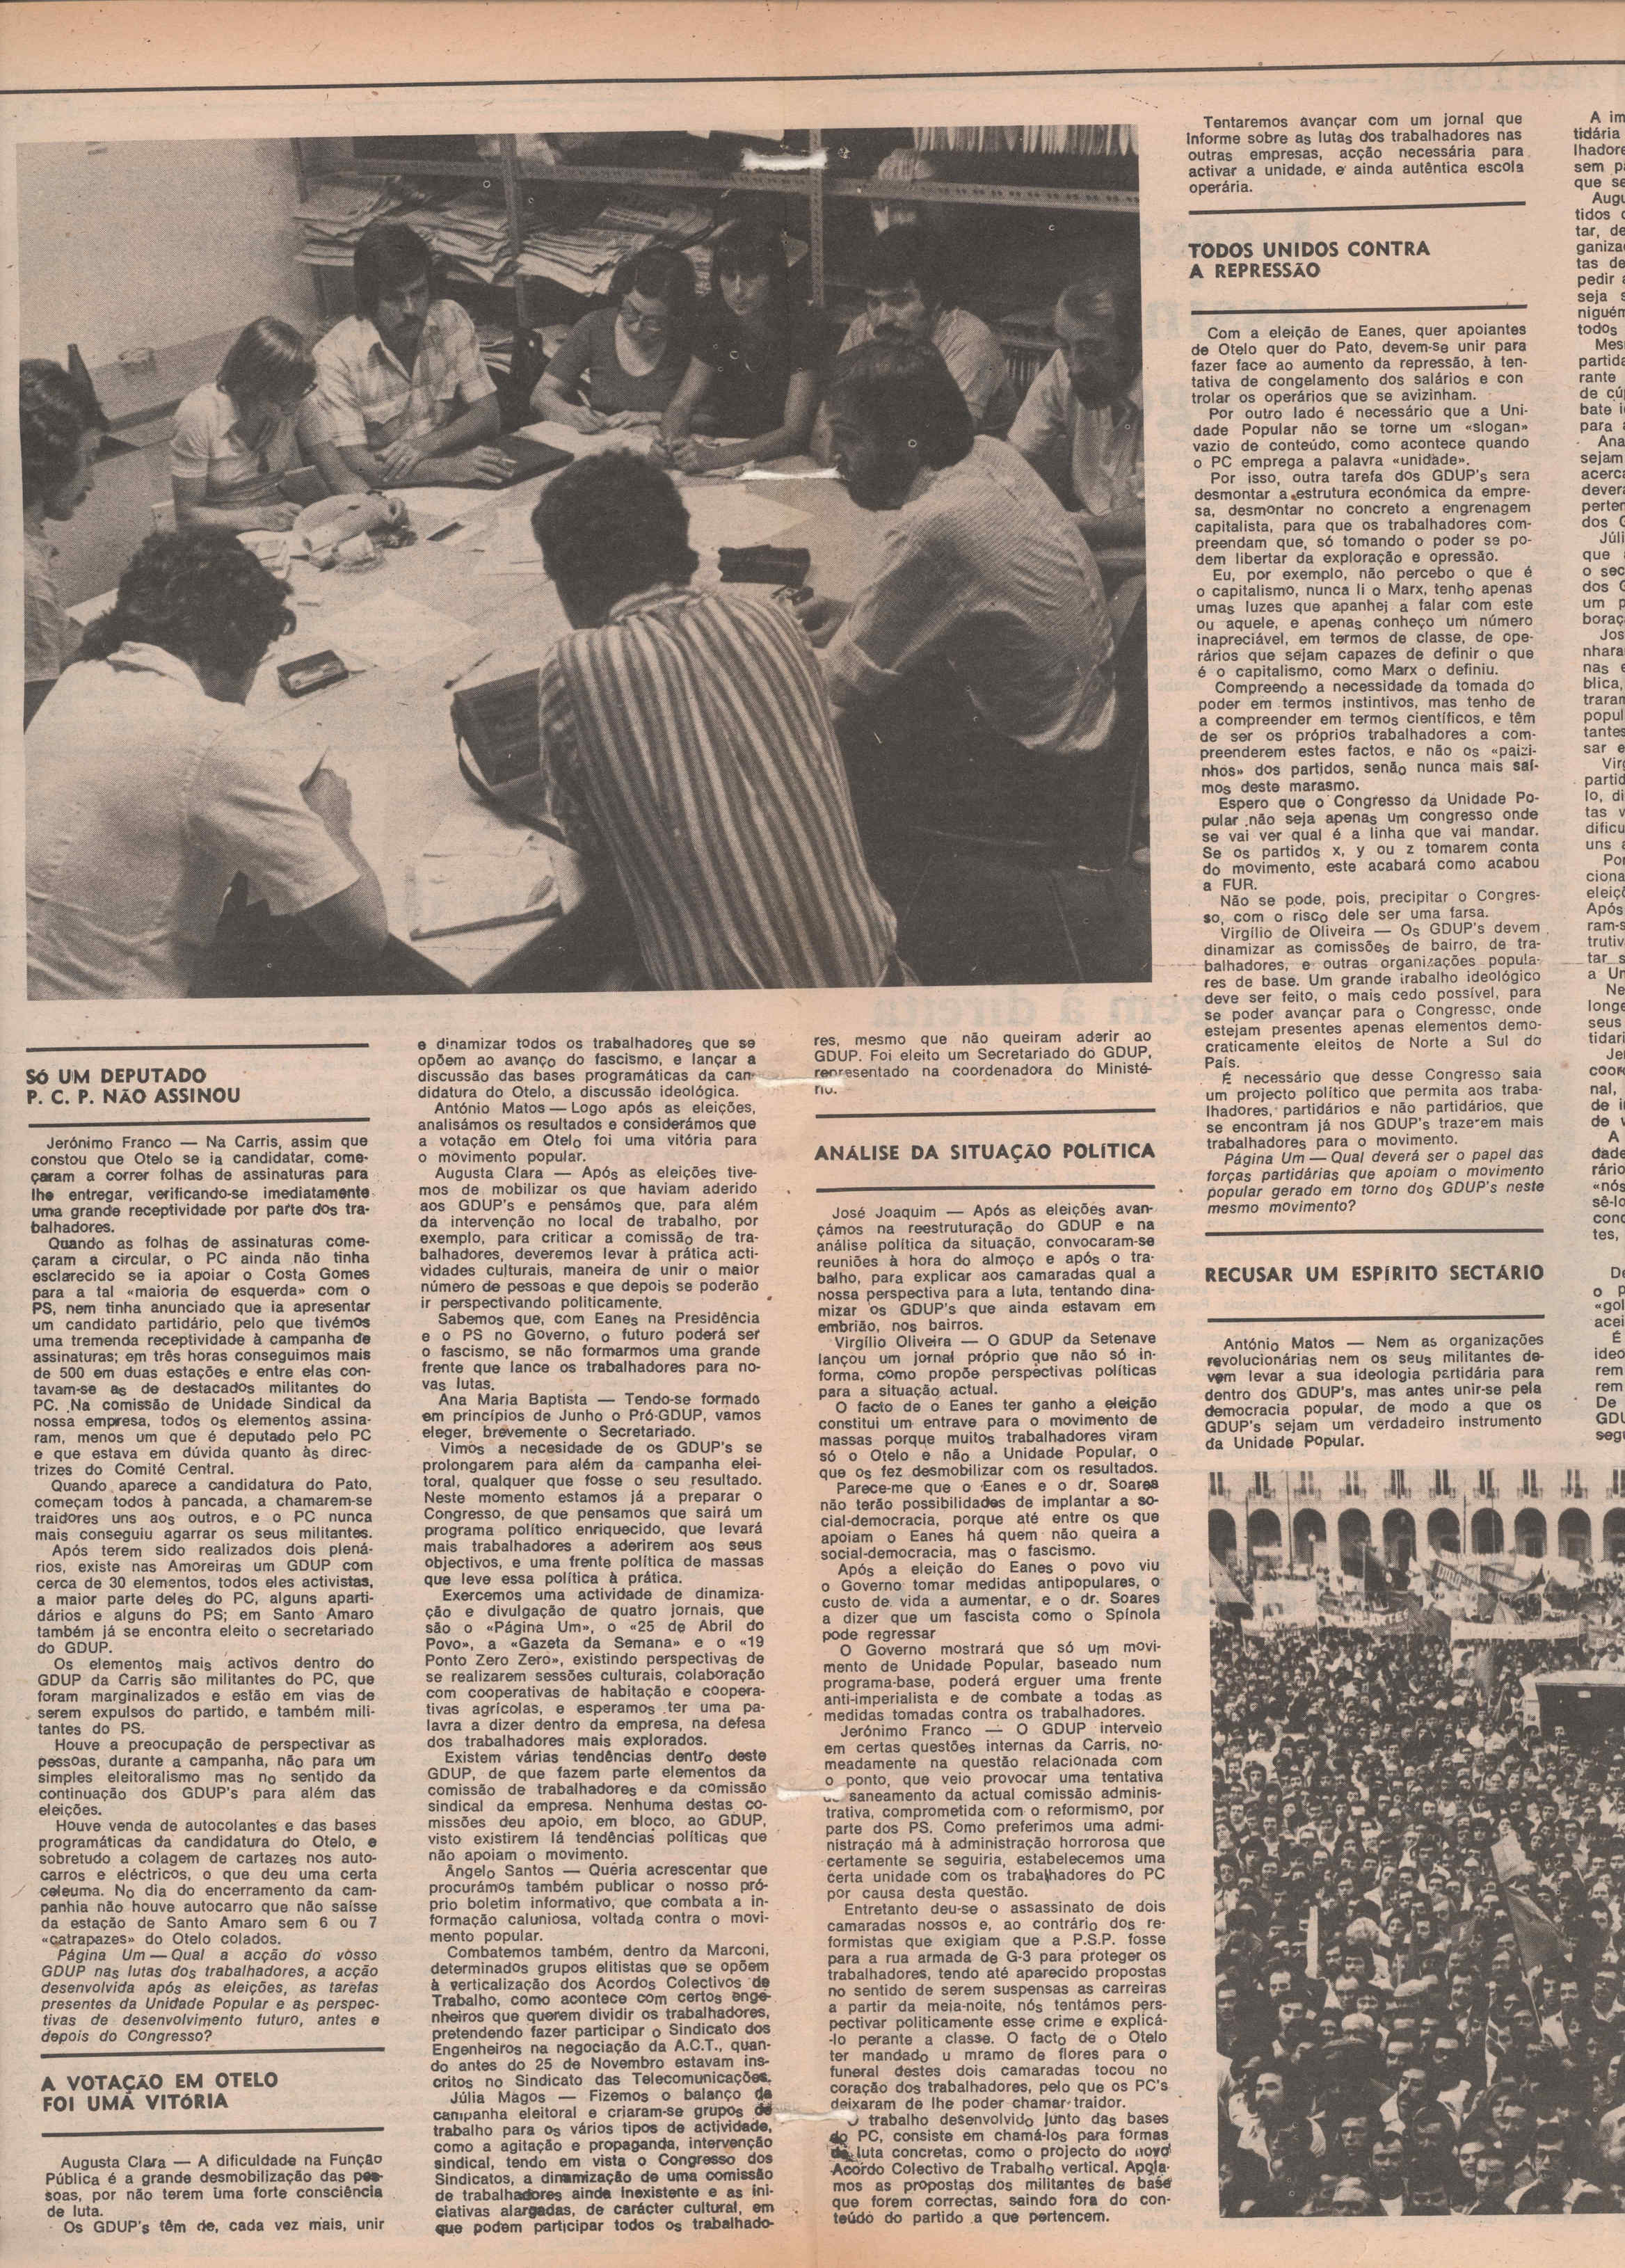 SÓ UM DEPUTADO
P. C. P. NÃO ASSINOU
Jerónimo Franco — Na Carris, assim que
constou que Otelo se ia candidatar, come-
çaram a correr folhas de assinaturas para
lhe entregar, verificando-se imediatamente
uma grande receptividade por parte dos tra-
balhadores.
Quando as folhas de assinaturas come-
çaram a circular, o PC ainda não tinha
esclarecido se ia apoiar o Costa Gomes
para a tal «maioria de esquerda» com o
PS, nem tinha anunciado que ia apresentar
um candidato partidário, pelo que tivémos
uma tremenda receptividade à campanha de
assinaturas; em três horas conseguimos mais
de 500 em duas estações e entre elas con-
tavam-se as de destacados militantes do
PC. Na comissão de Unidade Sindical da
nossa empresa, todos os elementos assina-
ram, menos um que é deputado pelo PC
e que estava em dúvida quanto às direc-
trizes do Comité Central.
Quando aparece a candidatura do Pato,
começam todos à pancada, a chamarem-se
traidores uns aos outros, e o PC nunca
mais conseguiu agarrar os seus militantes.
Após terem sido realizados dois plená-
rios, existe nas Amoreiras um GDUP com
cerca de 30 elementos, todos eles activistas,
a maior parte deles do PC, alguns aparti-
dários e alguns do PS; em Santo Amaro
também já se encontra eleito o secretariado
do GDUP.
Os elementos mais activos dentro do
GDUP da Carris são militantes do PC, que
foram marginalizados e estão em vias de
serem expulsos do partido, e também mili-
tantes do PS.
Houve a preocupação de perspectivar as
pessoas, durante a campanha, não para um
simples eleitoralismo mas no sentido da
continuação dos GDUP's para além das
eleições.
Houve venda de autocolantes e das bases
programáticas da candidatura do Otelo, e
sobretudo a colagem de cartazes nos auto-
carros e eléctricos, o que deu uma certa
celeuma. No dia do encerramento da cam-
panhia não houve autocarro que não saísse
da estação de Santo Amaro sem 6 ou 7
«catrapazes» do Otelo colados.
Página Um — Qual a acção do vosso
GDUP nas lutas dos trabalhadores, a acção
desenvolvida após as eleições, as tarefas
presentes da Unidade Popular e as perspec-
tivas de desenvolvimento futuro, antes e
depois do Congresso?
A VOTAÇÃO EM OTELO
FOI UMA VITÓRIA
Augusta Clara — A dificuldade na Função
Pública é a grande desmobilização das pes-
soas, por não terem uma forte consciência
de luta.
Os GDUP's têm de, cada vez mais, unir
e dinamizar todos os trabalhadores que se
opõem ao avanço do fascismo, e lançar a
discussão das bases programáticas da can-
didatura do Otelo, a discussão ideológica.
António Matos — Logo após as eleições,
analisámos os resultados e considerámos que
a votação em Otelo foi uma vitória para
o movimento popular.
Augusta Clara — Após as eleições tive-
mos de mobilizar os que haviam aderido
aos GDUP's e pensámos que, para além
da intervenção no local de trabalho, por
exemplo, para criticar a comissão de tra-
balhadores, deveremos levar à prática acti-
vidades culturais, maneira de unir o maior
número de pessoas e que depois se poderão
ir perspectivando politicamente.
Sabemos que, com Eanes na Presidência
e o PS no Governo, o futuro poderá ser
o fascismo, se não formarmos uma grande
frente que lance os trabalhadores para no-
vas lutas.
Ana Maria Baptista — Tendo-se formado
em princípios de Junho o Pró-GDUP, vamos
eleger, brevemente o Secretariado.
Vimos a necessidade de os GDUP's se
prolongarem para além da campanha elei-
toral, qualquer que fosse o seu resultado.
Neste momento estamos já a preparar o
Congresso, de que pensamos que sairá um
programa político enriquecido, que levará
mais trabalhadores a aderirem aos seus
objectivos, e uma frente política de massas
que leve essa política à prática.
Exercemos uma actividade de dinamiza-
ção e divulgação de quatro jornais, que
são o «Página Um», o «25 de Abril do
Povo», a «Gazeta da Semana» e o «19
Ponto Zero Zero», existindo perspectivas de
se realizarem sessões culturais, colaboração
com cooperativas de habitação e coopera-
tivas agrícolas, e esperamos ter uma pa-
lavra a dizer dentro da empresa, na defesa
dos trabalhadores mais explorados.
Existem várias tendências dentro deste
GDUP, de que fazem parte elementos da
comissão de trabalhadores e da comissão
sindical da empresa. Nenhuma destas co-
missões deu apoio, em bloco, ao GDUP,
visto existirem lá tendências políticas que
não apoiam o movimento.
Angelo Santos — Queria acrescentar que
procurámos também publicar o nosso pró-
prio boletim informativo, que combata a in-
formação caluniosa, voltada contra o movi-
mento popular.
Combatemos também, dentro da Marconi,
determinados grupos elitistas que se opõem
à verticalização dos Acordos Colectivos de
Trabalho, como acontece com certos enge-
nheiros que querem dividir os trabalhadores,
pretendendo fazer participar o Sindicato dos
Engenheiros na negociação da A.C.T., quan-
do antes do 25 de Novembro estavam ins-
critos no Sindicato das Telecomunicações.
Júlia Magos — Fizemos o balanço da
campanha eleitoral e criaram-se grupos de
trabalho para os vários tipos de actividade,
como a agitação e propaganda, intervenção
sindical, tendo em vista o Congresso dos
Sindicatos, a dinamização de uma comissão
de trabalhadores ainda inexistente e as ini-
ciativas alargadas, de carácter cultural, em
que podem participar todos os trabalhado-
res, mesmo que não queiram aderir ao
GDUP. Foi eleito um Secretariado do GDUP,
representado na coordenadora do Ministé-
rio.
ANÁLISE DA SITUAÇÃO POLÍTICA
José Joaquim — Após as eleições avan-
çámos na reestruturação do GDUP e na
análise política da situação, convocaram-se
reuniões à hora do almoço e após o tra-
balho, para explicar aos camaradas qual a
nossa perspectiva para a luta, tentando dina-
mizar os GDUP's que ainda estavam em
embrião, nos bairros.
Virgílio Oliveira — O GDUP da Setenave
lançou um jornal próprio que não só in-
forma, como propõe perspectivas políticas
para a situação actual.
O facto de o Eanes ter ganho a eleição
constitui um entrave para o movimento de
massas porque muitos trabalhadores viram
só o Otelo e não a Unidade Popular, o
que os fez desmobilizar com os resultados.
Parece-me que o Eanes e o dr. Soares
não terão possibilidades de implantar a so-
cial-democracia, porque até entre os que
apoiam o Eanes há quem não queira a
social-democracia, mas o fascismo.
Após a eleição do Eanes o povo viu
o Governo tomar medidas antipopulares, o
custo de vida a aumentar, e o dr. Soares
a dizer que um fascista como o Spínola
pode regressar
O Governo mostrará que só um movi-
mento de Unidade Popular, baseado num
programa-base, poderá erguer uma frente
anti-imperialista e de combate a todas as
medidas tomadas contra os trabalhadores.
Jerónimo Franco — O GDUP interveio
em certas questões internas da Carris, no-
meadamente na questão relacionada com
o ponto, que veio provocar uma tentativa
saneamento da actual comissão adminis-
trativa, comprometida com o reformismo, por
parte dos PS. Como preferimos uma admi-
nistração má à administração horrorosa que
certamente se seguiria, estabelecemos uma
certa unidade com os trabalhadores do PC
por causa desta questão.
Entretanto deu-se o assassinato de dois
camaradas nossos e, ao contrário dos re-
formistas que exigiam que a P.S.P. fosse
para a rua armada de G-3 para proteger os
trabalhadores, tendo até aparecido propostas
no sentido de serem suspensas as carreiras
a partir da meia-noite, nós tentámos pers-
pectivar politicamente esse crime e explicá-
-lo perante a classe. O facto de o Otelo
ter mandado u mramo de flores para o
funeral destes dois camaradas tocou no
coração dos trabalhadores, pelo que os PC's
deixaram de lhe poder chamar traidor.
O trabalho desenvolvido junto das bases
do PC, consiste em chamá-los para formas
de luta concretas, como o projecto do novo
Acordo Colectivo de Trabalho vertical. Apola-
mos as propostas dos militantes de base
que forem correctas, saindo fora do con-
teúdo do partido a que pertencem.
Tentaremos avançar com um jornal que
informe sobre as lutas dos trabalhadores nas
outras empresas, acção necessária para
activar a unidade, e ainda autêntica escola
operária.
TODOS UNIDOS CONTRA
A REPRESSÃO
Com a eleição de Eanes, quer apoiantes
de Otelo quer do Pato, devem-se unir para
fazer face ao aumento da repressão, à ten-
tativa de congelamento dos salários e con
trolar os operários que se avizinham.
Por outro lado é necessário que a Uni-
dade Popular não se torne um «slogan»
vazio de conteúdo, como acontece quando
o PC emprega a palavra «unidade».
Por isso, outra tarefa dos GDUP's sera
desmontar a estrutura económica da empre-
sa, desmontar no concreto a engrenagem
capitalista, para que os trabalhadores com-
preendam que, só tomando o poder se po-
dem libertar da exploração e opressão.
Eu, por exemplo, não percebo o que é
o capitalismo, nunca li o Marx, tenho apenas
umas luzes que apanhej a falar com este
ou aquele, e apenas conheço um número
inapreciável, em termos de classe, de ope-
rários que sejam capazes de definir o que
é o capitalismo, como Marx o definiu.
Compreendo a necessidade da tomada do
poder em termos instintivos, mas tenho de
a compreender em termos científicos, e têm
de ser os próprios trabalhadores a com-
preenderem estes factos, e não os «paizi-
nhos» dos partidos, senão nunca mais saí-
mos deste marasmo.
Espero que o Congresso da Unidade Po-
pular não seja apenas um congresso onde
se vai ver qual é a linha que vai mandar.
Se os partidos x, y ou z tomarem conta
do movimento, este acabará como acabou
a FUR.
Não se pode, pois, precipitar o Congres-
so, com o risco dele ser uma farsa.
Virgílio de Oliveira — Os GDUP's devem
dinamizar as comissões de bairro, de tra-
balhadores, e outras organizações popula-
res de base. Um grande trabalho ideológico
deve ser feito, o mais cedo possível, para
se poder avançar para o Congresso, onde
estejam presentes apenas elementos demo-
craticamente eleitos de Norte a Sul do
País.
É necessário que desse Congresso saia
um projecto político que permita aos traba-
lhadores, partidários e não partidários, que
se encontram já nos GDUP's trazerem mais
trabalhadores para o movimento.
Página Um — Qual deverá ser o papel das
forças partidárias que apoiam o movimento
popular gerado em torno dos GDUP's neste
mesmo movimento?
RECUSAR UM ESPÍRITO SECTÁRIO
António Matos — Nem as organizações
revolucionárias nem os seus militantes de-
vem levar a sua ideologia partidária para
dentro dos GDUP's, mas antes unir-se pela
democracia popular, de modo a que os
GDUP's sejam um verdadeiro instrumento
da Unidade Popular.